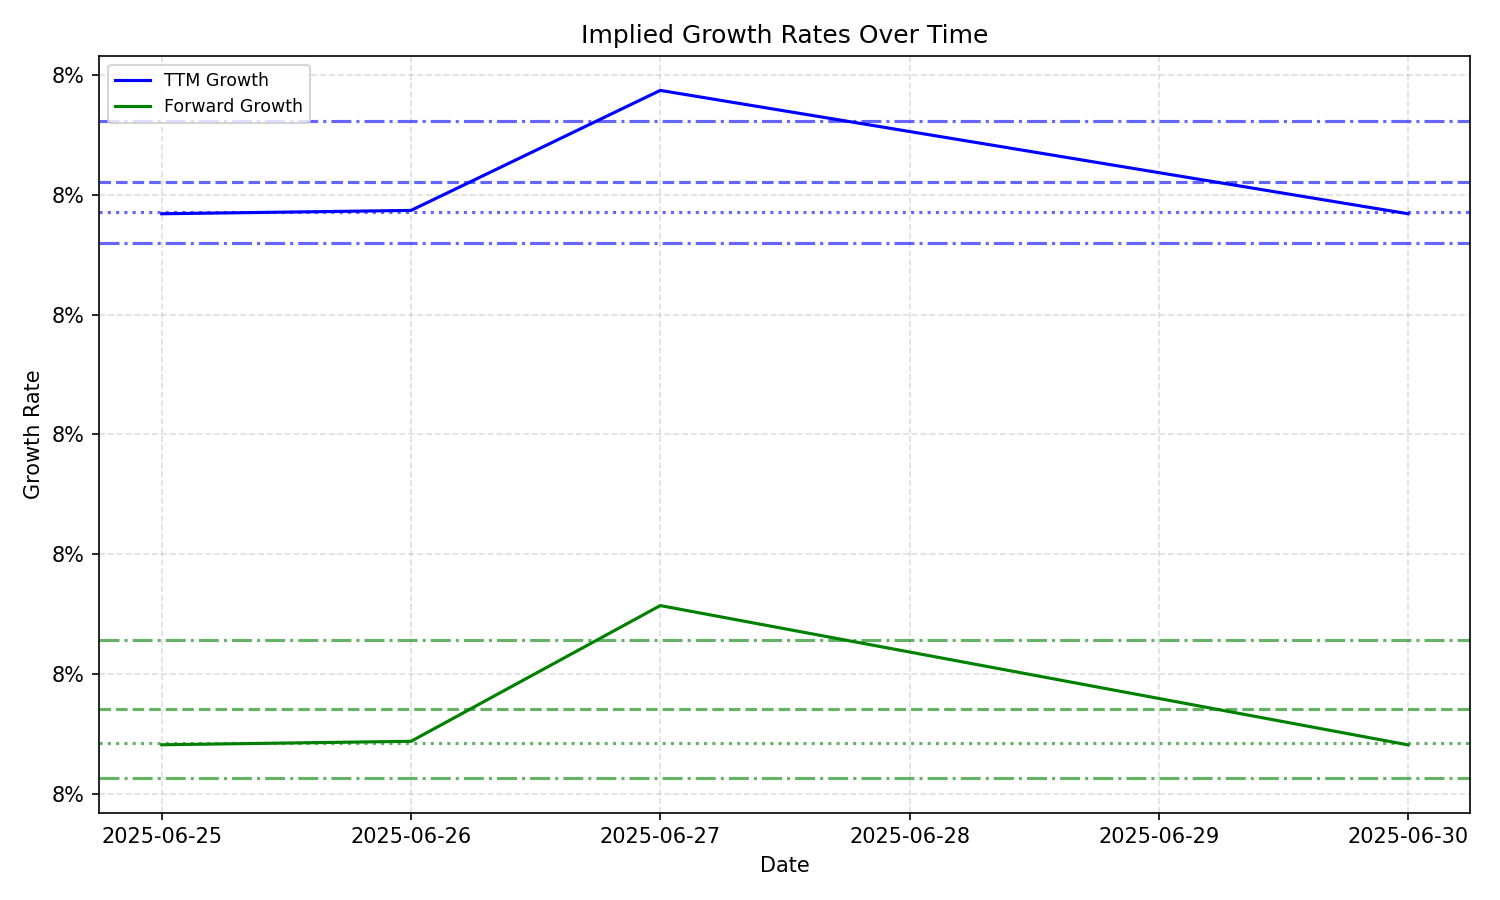 Implied Growth Rates Over Time
TTM Growth
Forward Growth
Growth Rate
8%
8%
8%
8%
8%
8%
8%
2025-06-25
2025-06-26
2025-06-27
2025-06-28
2025-06-29
2025-06-30
Date